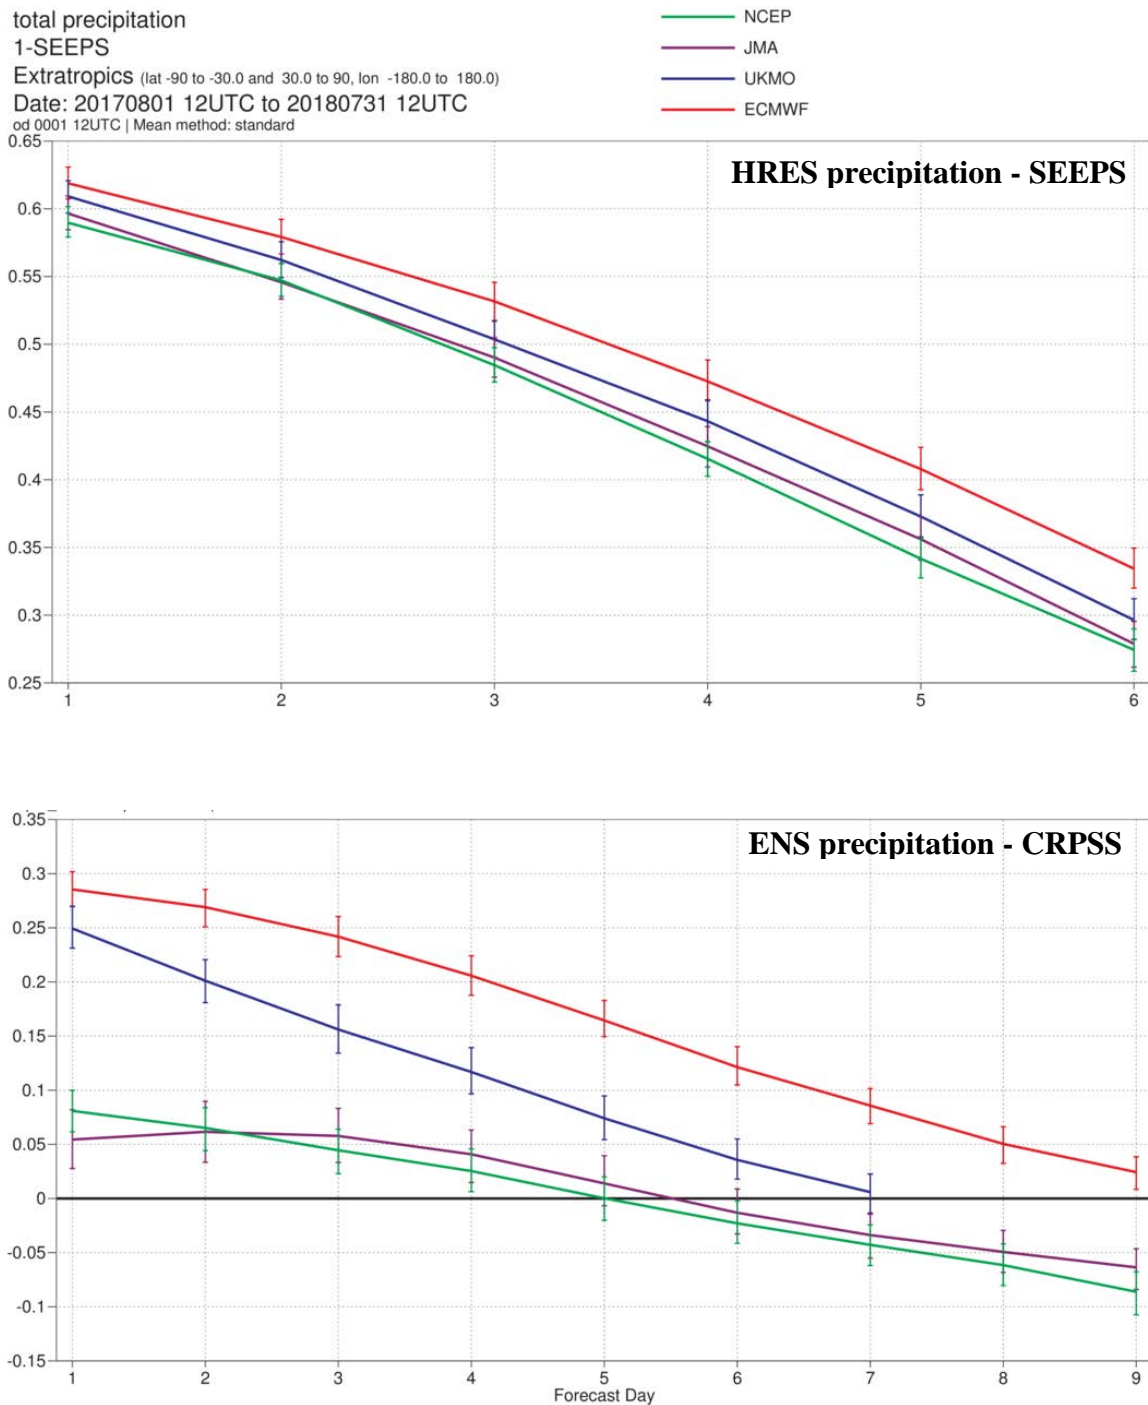 total precipitation
1-SEEPS
Extratropics (lat -90 to -30.0 and 30.0 to 90, lon -180.0 to 180.0)
Date: 20170801 12UTC to 20180731 12UTC
od 0001 12UTC | Mean method: standard
NCEP
JMA
UKMO
ECMWF
HRES precipitation - SEEPS
0.65
0.6
0.55
0.5
0.45
0.4
0.35
0.3
0.25
1 2 3 4 5 6
ENS precipitation - CRPSS
0.35
0.3
0.25
0.2
0.15
0.1
0.05
0
-0.05
-0.1
-0.15
1 2 3 4 5 6 7 8 9
Forecast Day